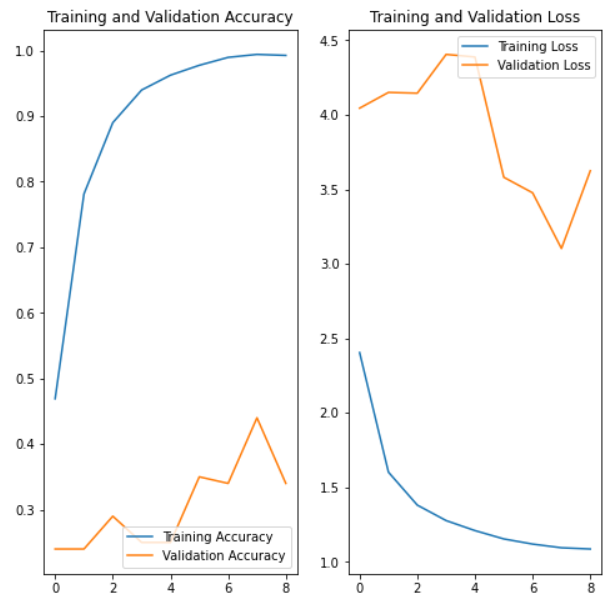 Training and Validation Accuracy
1.0
0.9
0.8
0.7
0.6
0.5
0.4
0.3
Training Accuracy
Validation Accuracy
0 2 4 6 8
Training and Validation Loss
4.5
4.0
3.5
3.0
2.5
2.0
1.5
1.0
Training Loss
Validation Loss
0 2 4 6 8